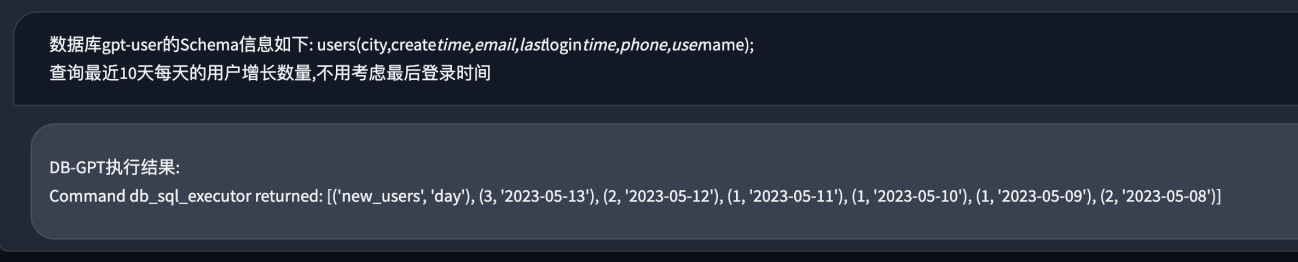 数据库gpt-user的Schema信息如下: users(city,createtime,email,lastlogintime,phone,username);
查询最近10天每天的用户增长数量,不用考虑最后登录时间
DB-GPT执行结果:
Command db_sql_executor returned: [('new_users', 'day'), (3, '2023-05-13'), (2, '2023-05-12'), (1, '2023-05-11'), (1, '2023-05-10'), (1, '2023-05-09'), (2, '2023-05-08')]